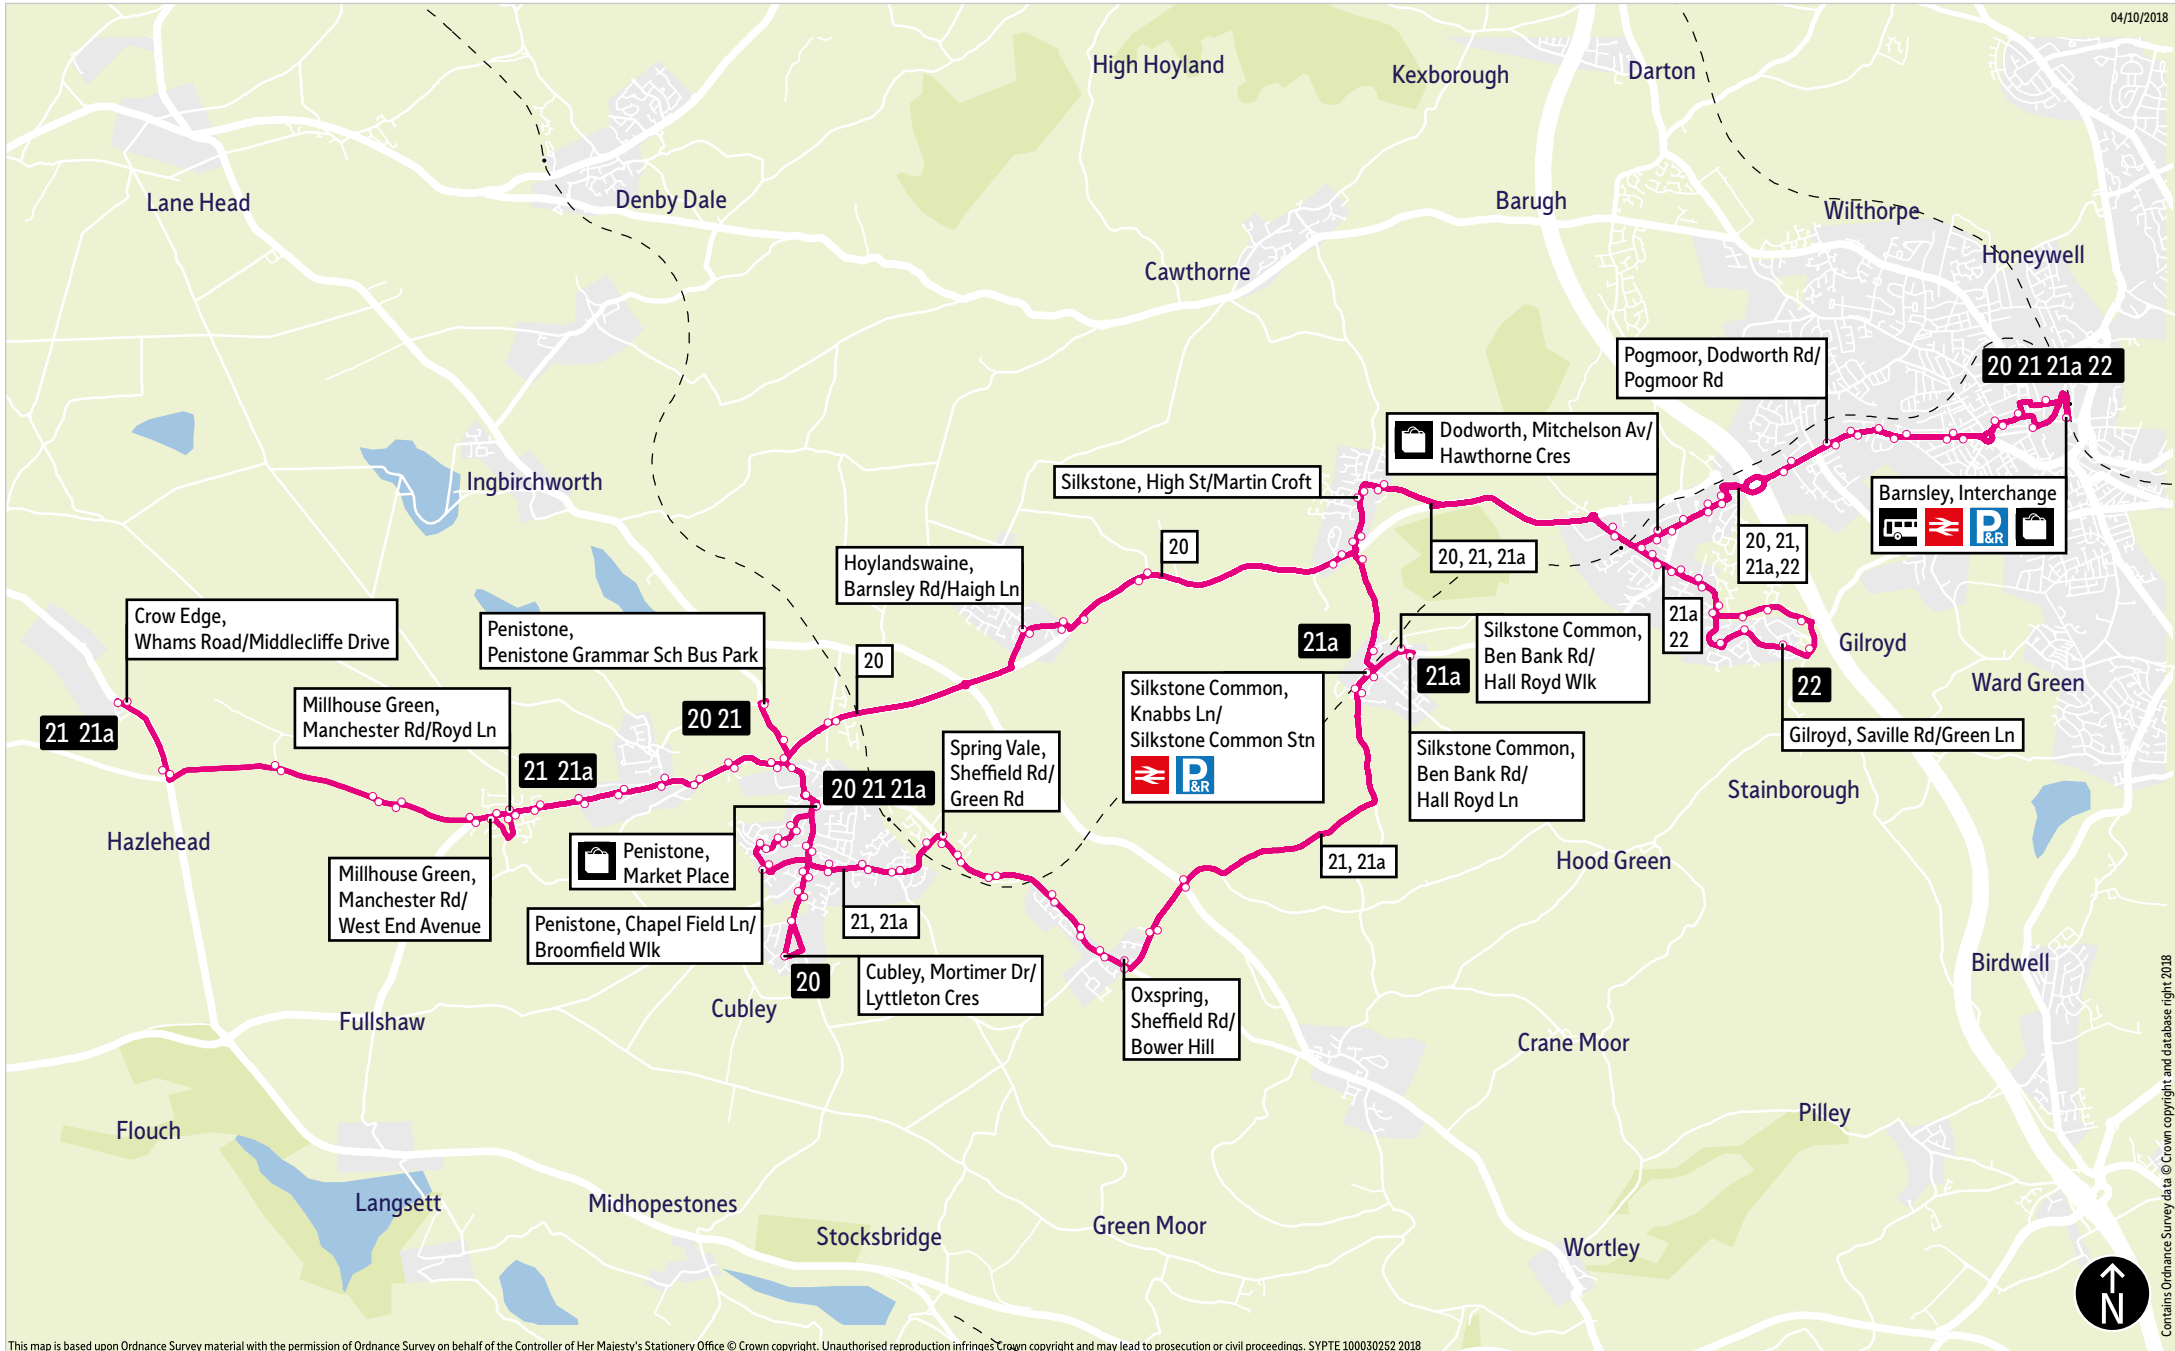 04/10/2018
High Hoyland
Kexborough
Darton
Lane Head
Denby Dale
Barugh
Wilthorpe
Honeywell
Cawthorne
Pogmoor, Dodworth Rd/
Pogmoor Rd
20 21 21a 22
Dodworth, Mitchelson Av/
Hawthorne Cres
Silkstone, High St/Martin Croft
Ingbirchworth
Barnsley, Interchange
P
&R
20
20, 21, 21a
20, 21,
21a,22
Hoylandswaine,
Barnsley Rd/Haigh Ln
Crow Edge,
Whams Road/Middlecliffe Drive
Penistone,
Penistone Grammar Sch Bus Park
20
21a
22
21a
Silkstone Common,
Ben Bank Rd/
Hall Royd Wlk
Gilroyd
21a
22
Ward Green
Millhouse Green,
Manchester Rd/Royd Ln
20 21
Silkstone Common,
Knabbs Ln/
Silkstone Common Stn
P
&R
21 21a
Spring Vale,
Sheffield Rd/
Green Rd
Silkstone Common,
Ben Bank Rd/
Hall Royd Ln
Gilroyd, Saville Rd/Green Ln
21 21a
20 21 21a
Stainborough
Hazlehead
Penistone,
Market Place
21, 21a
Hood Green
Millhouse Green,
Manchester Rd/
West End Avenue
Penistone, Chapel Field Ln/
Broomfield Wlk
21, 21a
Cubley, Mortimer Dr/
Lyttleton Cres
20
Cubley
Oxspring,
Sheffield Rd/
Bower Hill
Birdwell
Fullshaw
Crane Moor
Pilley
Flouch
Langsett
Midhopestones
Stocksbridge
Green Moor
Wortley
N
Contains Ordnance Survey data © Crown copyright and database right 2018
This map is based upon Ordnance Survey material with the permission of Ordnance Survey on behalf of the Controller of Her Majesty's Stationery Office © Crown copyright. Unauthorised reproduction infringes Crown copyright and may lead to prosecution or civil proceedings. SYPTE 100030252 2018